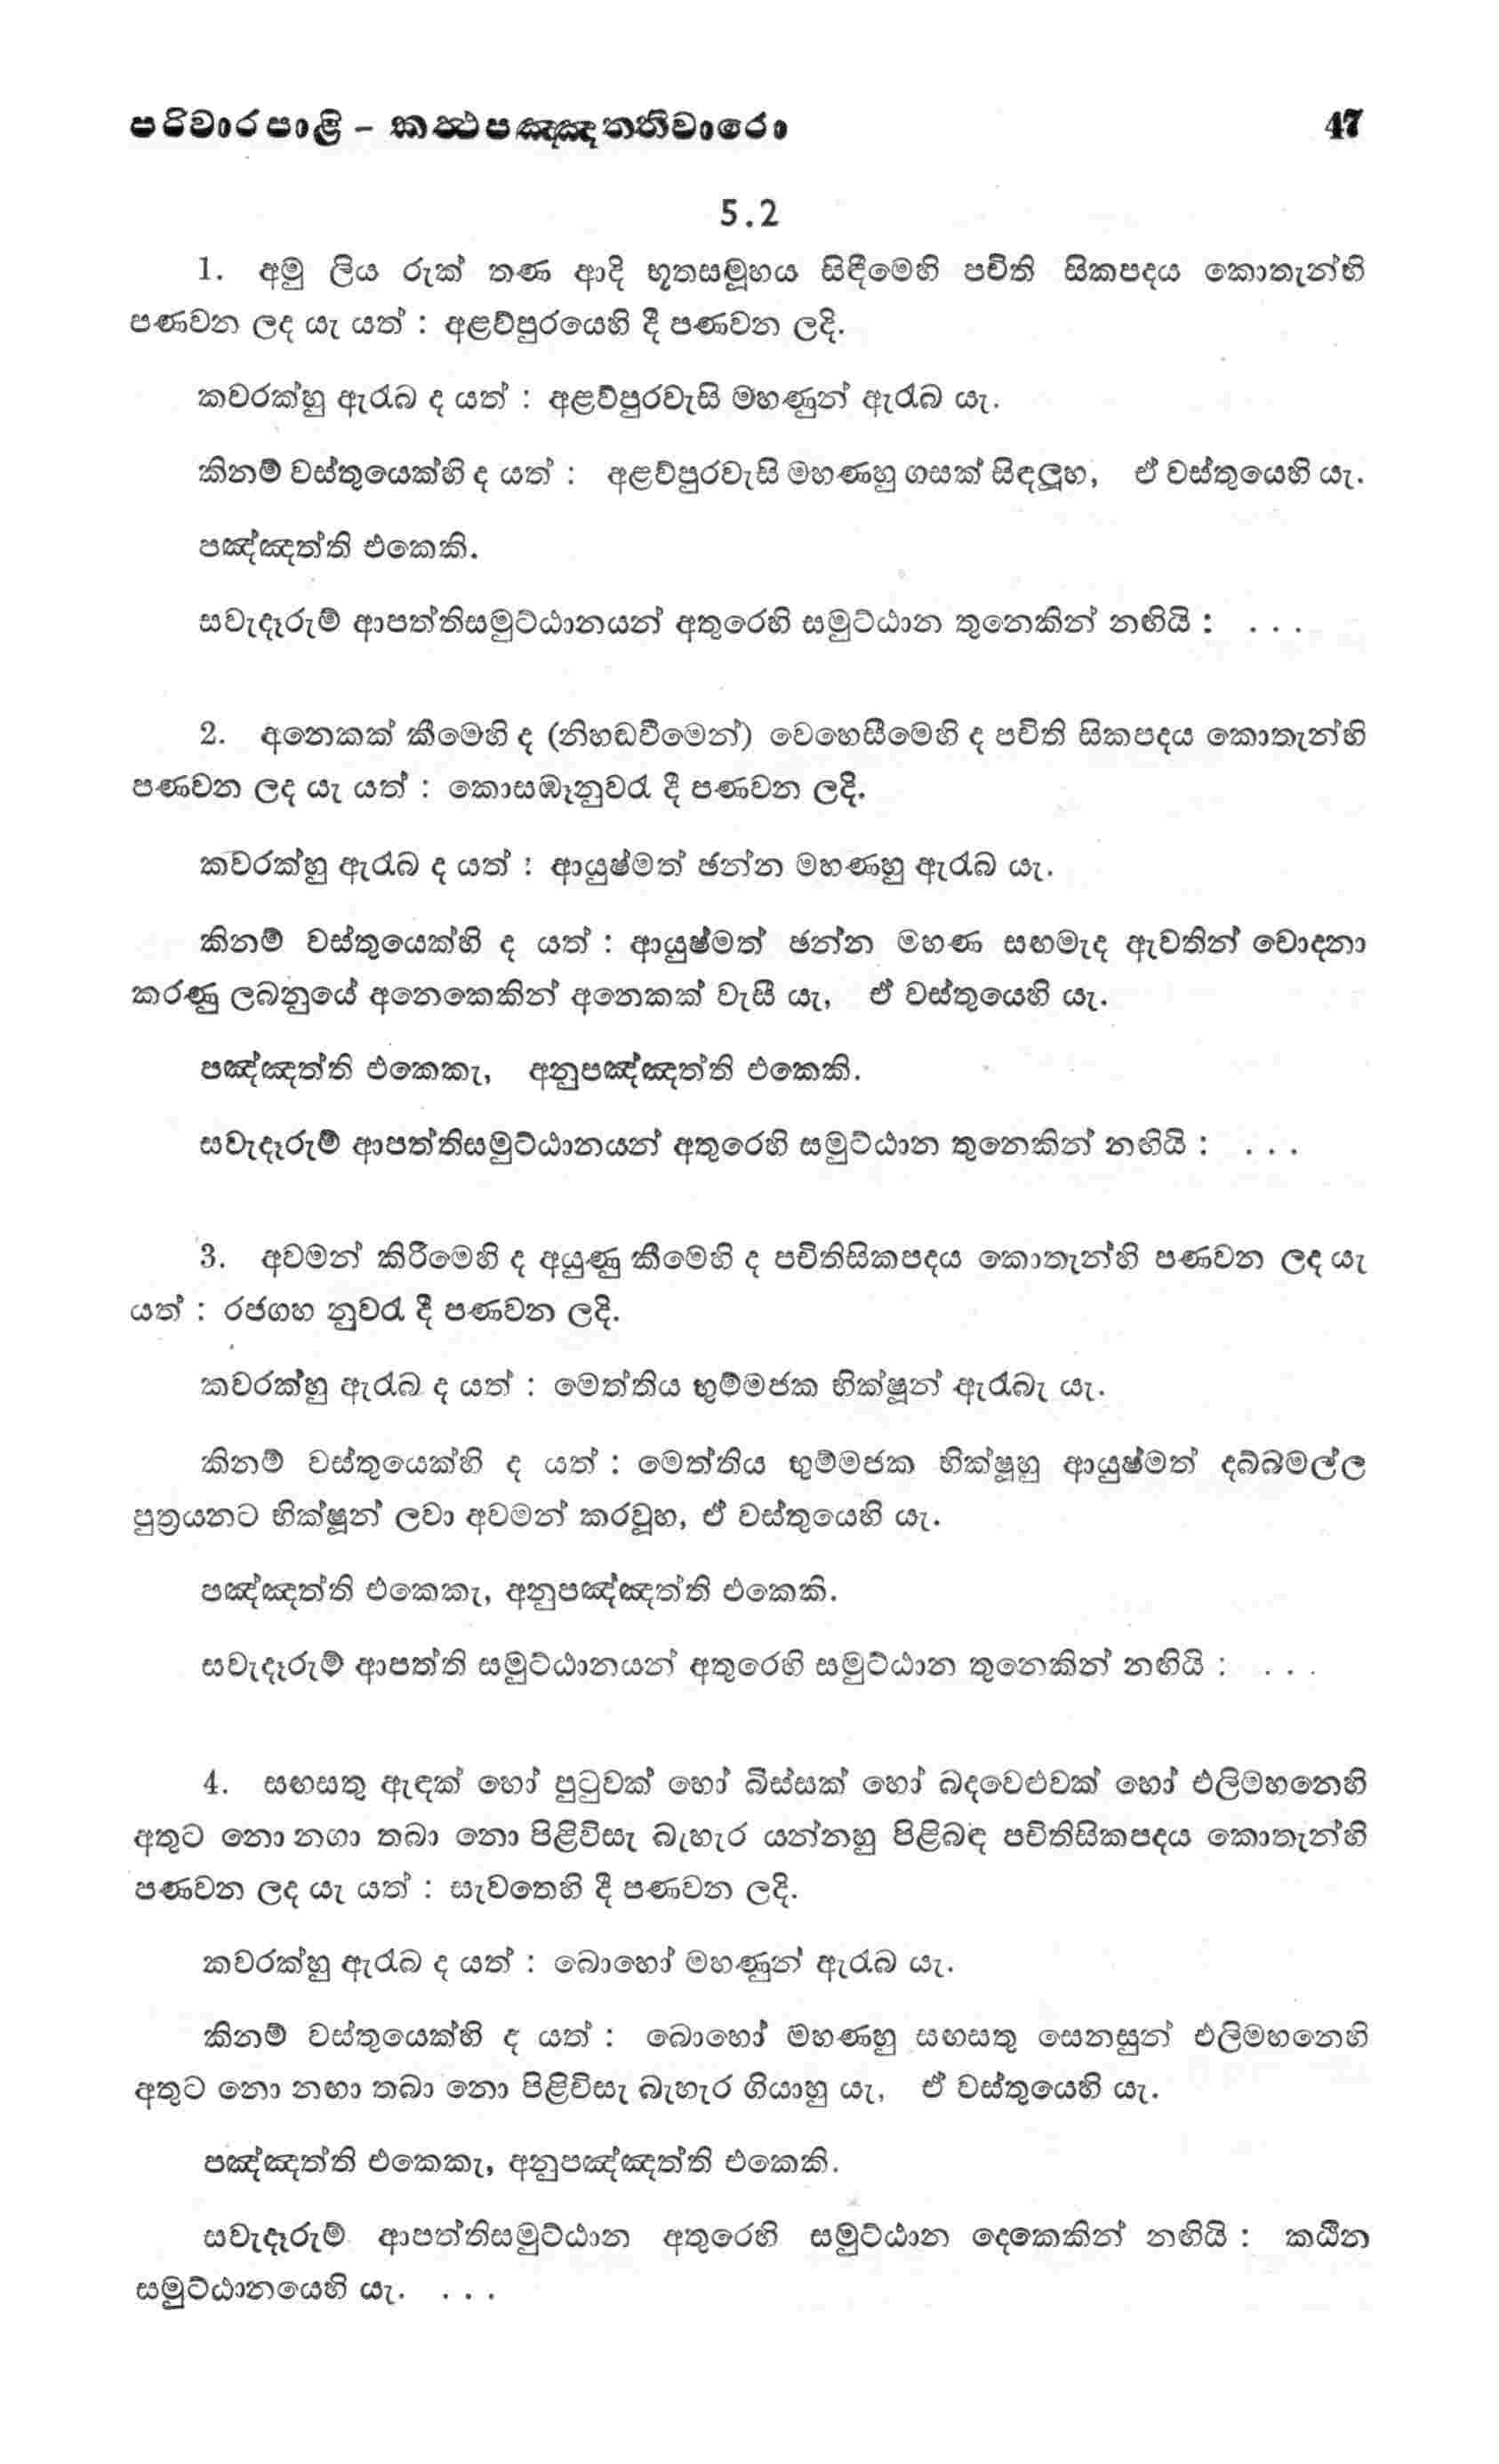 පරිවාරපාළි – කත්‍ථපඤ්ඤත්තිවාරො 47
5.2
1. අමු ලිය රුක් තණ ආදි භූතසමූහය සිඳීමෙහි පචිති සිකපදය කොතැන්හි
පණවන ලද යැ යත් : අළව්පුරයෙහි දී පණවන ලදි.
කවරක්හු ඇරැබ ද යත් : අළව්පුරවැසි මහණුන් ඇරැබ යැ.
කිනම් වස්තුයෙක්හි ද යත් : අළව්පුරවැසි මහණහු ගසක් සිඳලූහ, ඒ වස්තුයෙහි යැ.
පඤ්ඤත්ති එකෙකි.
සවැදෑරුම් ආපත්තිසමුට්ඨානයන් අතුරෙහි සමුට්ඨාන තුනෙකින් නඟියි : . . .
2. අනෙකක් කීමෙහි ද (නිහඬවීමෙන්) වෙහෙසීමෙහි ද පචිති සිකපදය කොතැන්හි
පණවන ලද යැ යත් : කොසඹෑනුවරැ දී පණවන ලදි.
කවරක්හු ඇරැබ ද යත් : ආයුෂ්මත් ඡන්න මහණහු ඇරැබ යැ.
කිනම් වස්තුයෙක්හි ද යත් : ආයුෂ්මත් ඡන්න මහණ සඟමැද ඇවතින් චොදනා
කරණු ලබනුයේ අනෙකෙකින් අනෙකක් වැසී යැ, ඒ වස්තුයෙහි යැ.
පඤ්ඤත්ති එකෙකැ, අනුපඤ්ඤත්ති එකෙකි.
සවැදෑරුම් ආපත්තිසමුට්ඨානයන් අතුරෙහි සමුට්ඨාන තුනෙකින් නඟියි : . . .
3. අවමන් කිරීමෙහි ද අයුණු කීමෙහි ද පචිතිසිකපදය කොතැන්හි පණවන ලද යැ
යත් : රජගහ නුවරැ දී පණවන ලදි.
කවරක්හු ඇරැබ ද යත් : මෙත්තිය භුම්මජක භික්ෂූන් ඇරැබැ යැ.
කිනම් වස්තුයෙක්හි ද යත් : මෙත්තිය භුම්මජක භික්ෂූහු ආයුෂ්මත් දබ්බමල්ල
පුත්‍රයනට භික්ෂූන් ලවා අවමන් කරවූහ, ඒ වස්තුයෙහි යැ.
පඤ්ඤත්ති එකෙකැ, අනුපඤ්ඤත්ති එකෙකි.
සවැදෑරුම් ආපත්ති සමුට්ඨානයන් අතුරෙහි සමුට්ඨාන තුනෙකින් නඟියි : . . .
4. සඟසතු ඇඳක් හෝ පුටුවක් හෝ බිස්සක් හෝ බදවෙළුවක් හෝ එළිමහනෙහි
අතුට නො නගා තබා නො පිළිවිසැ බැහැර යන්නහු පිළිබඳ පචිතිසිකපදය කොතැන්හි
පණවන ලද යැ යත් : සැවතෙහි දී පණවන ලදි.
කවරක්හු ඇරැබ ද යත් : බොහෝ මහණුන් ඇරැබ යැ.
කිනම් වස්තුයෙක්හි ද යත් : බොහෝ මහණහු සඟසතු සෙනසුන් එළිමහනෙහි
අතුට නො නඟා තබා නො පිළිවිසැ බැහැර ගියාහු යැ, ඒ වස්තුයෙහි යැ.
පඤ්ඤත්ති එකෙකැ, අනුපඤ්ඤත්ති එකෙකි.
සවැදෑරුම් ආපත්තිසමුට්ඨාන අතුරෙහි සමුට්ඨාන දෙකෙකින් නඟියි : කඨින
සමුට්ඨානයෙහි යැ. . . .